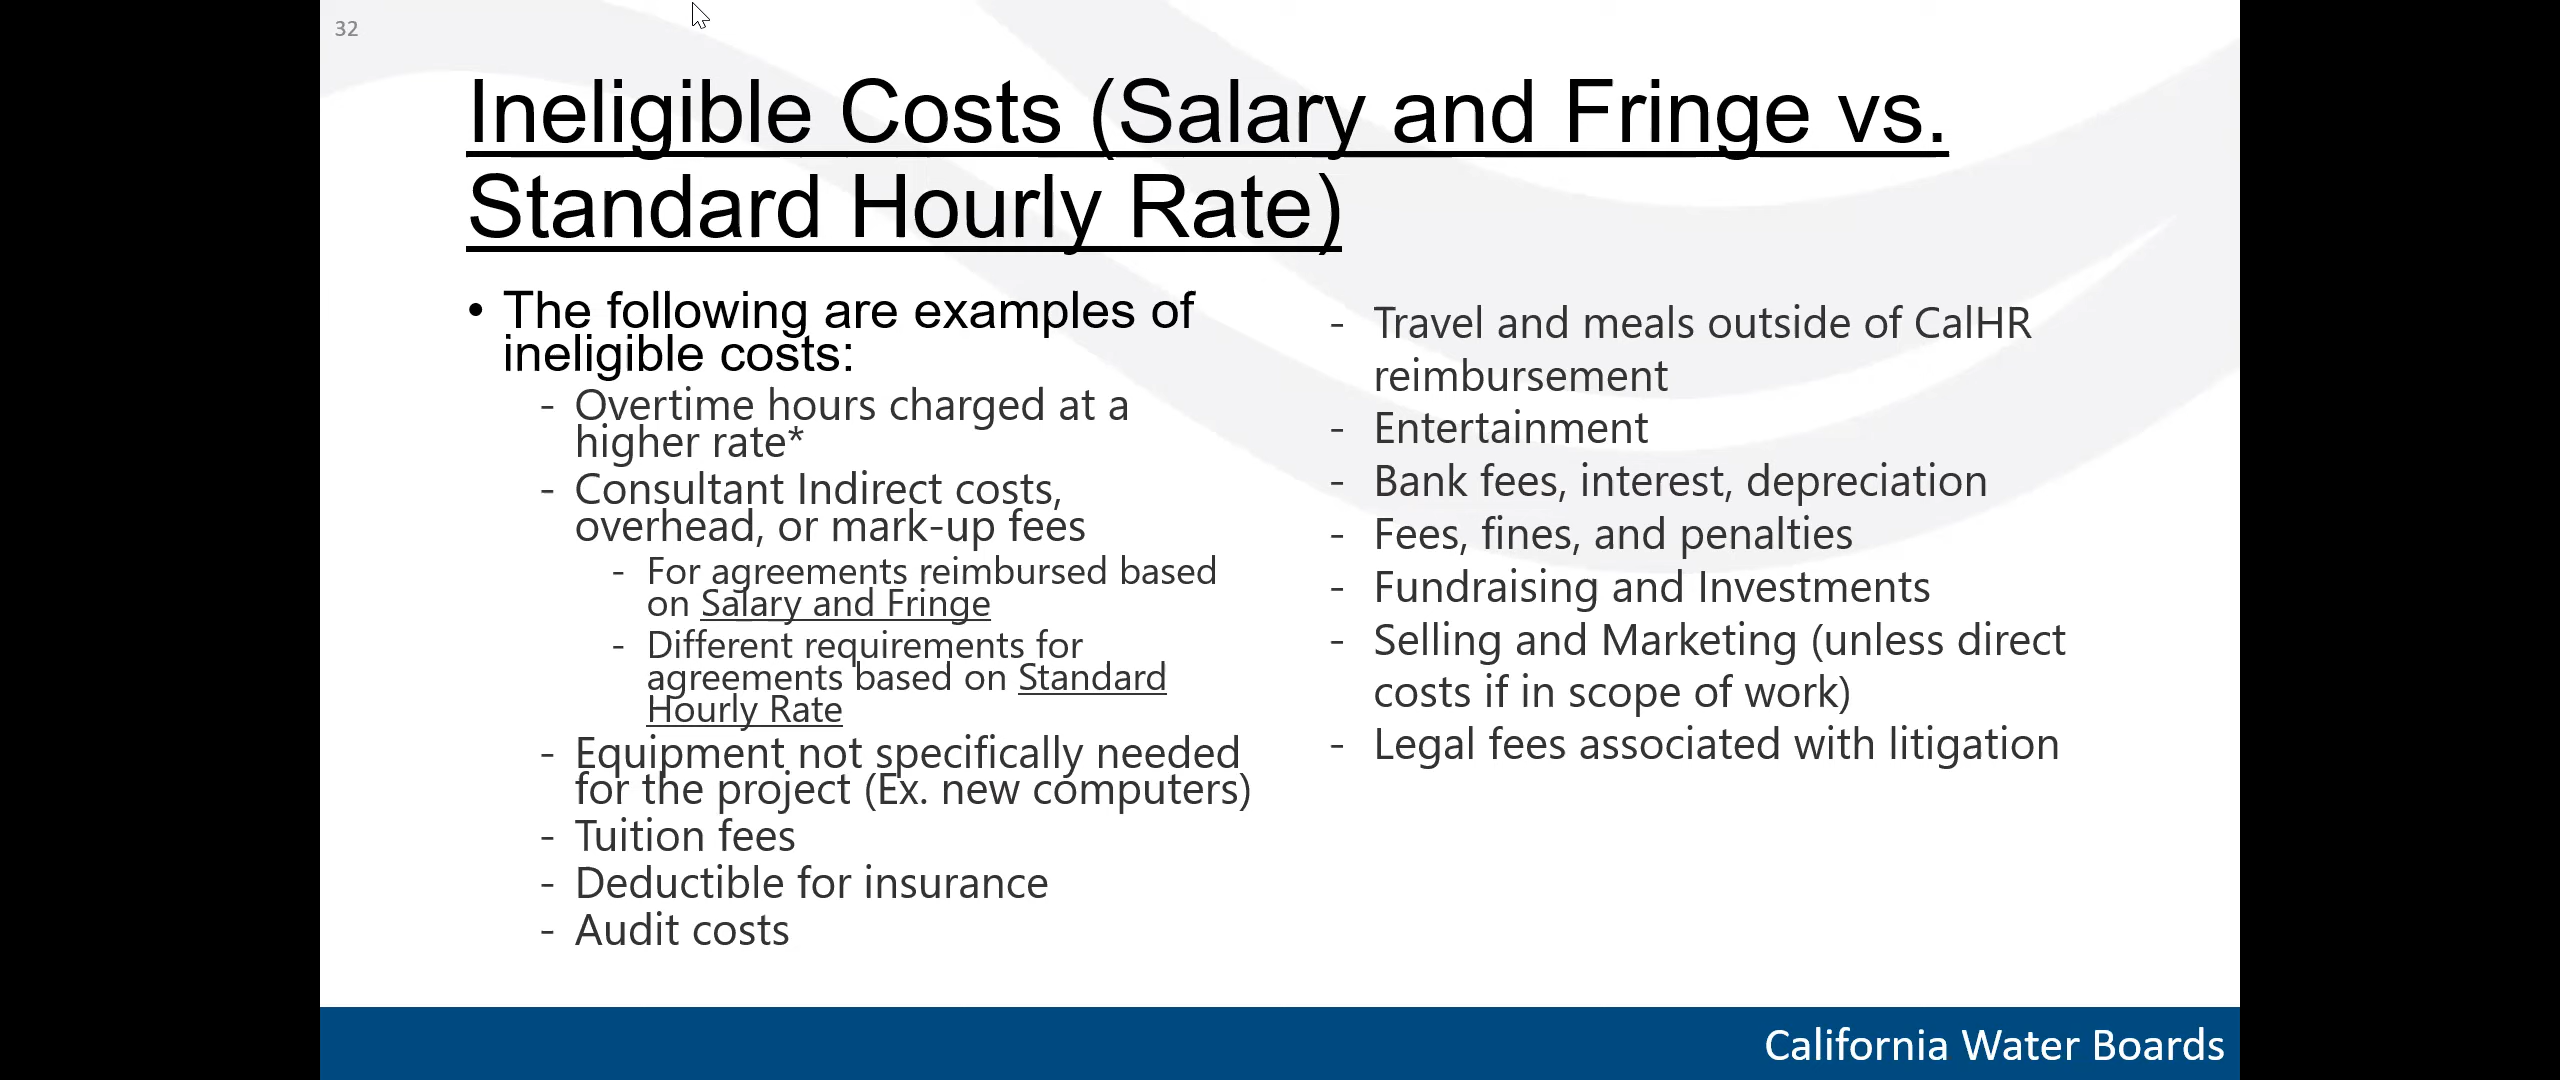 32
Ineligible Costs (Salary and Fringe vs.
Standard Hourly Rate)
• The following are examples of
ineligible costs:
- Overtime hours charged at a
higher rate*
- Consultant Indirect costs,
overhead, or mark-up fees
- For agreements reimbursed based
on Salary and Fringe
- Different requirements for
agreements based on Standard
Hourly Rate
- Equipment not specifically needed
for the project (Ex. new computers)
- Tuition fees
- Deductible for insurance
- Audit costs
- Travel and meals outside of CalHR
reimbursement
- Entertainment
- Bank fees, interest, depreciation
- Fees, fines, and penalties
- Fundraising and Investments
- Selling and Marketing (unless direct
costs if in scope of work)
- Legal fees associated with litigation
California Water Boards